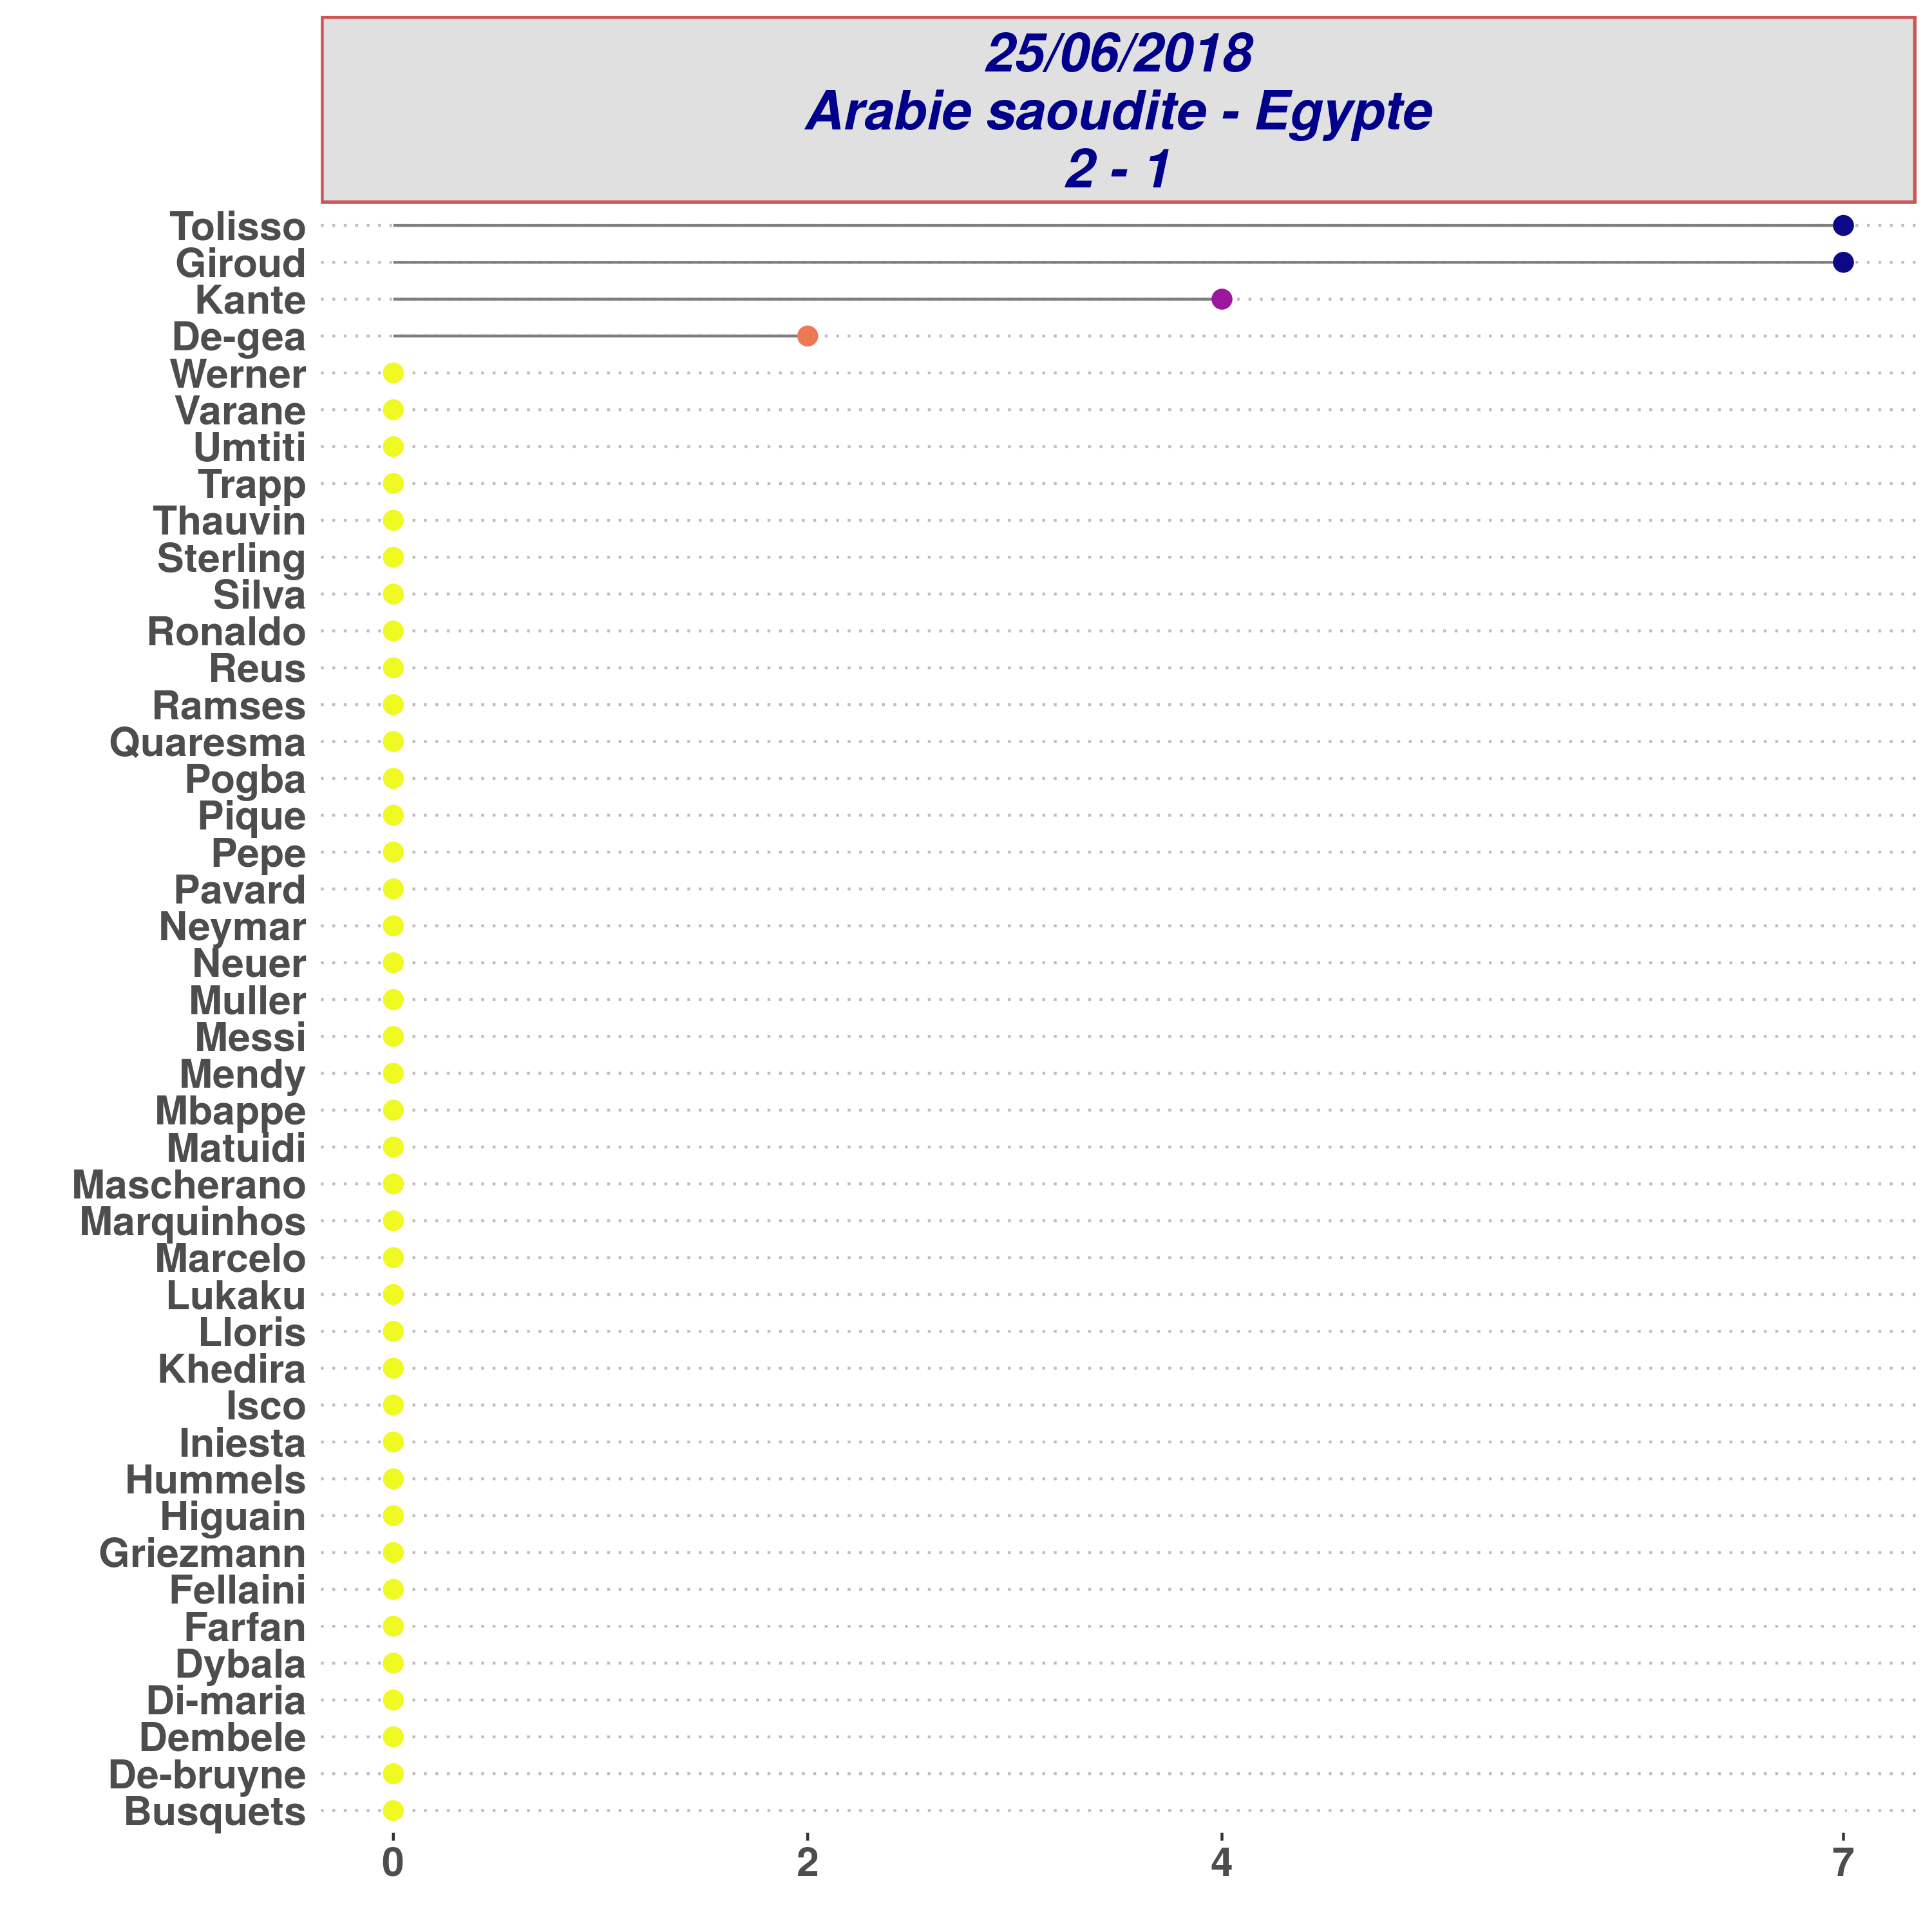 25/06/2018
Arabie saoudite - Egypte
2 - 1
Tolisso
Giroud
Kante
De-gea
Werner
Varane
Umtiti
Trapp
Thauvin
Sterling
Silva
Ronaldo
Reus
Ramses
Quaresma
Pogba
Pique
Pepe
Pavard
Neymar
Neuer
Muller
Messi
Mendy
Mbappe
Matuidi
Mascherano
Marquinhos
Marcelo
Lukaku
Lloris
Khedira
Isco
Iniesta
Hummels
Higuain
Griezmann
Fellaini
Farfan
Dybala
Di-maria
Dembele
De-bruyne
Busquets
0 2 4 7